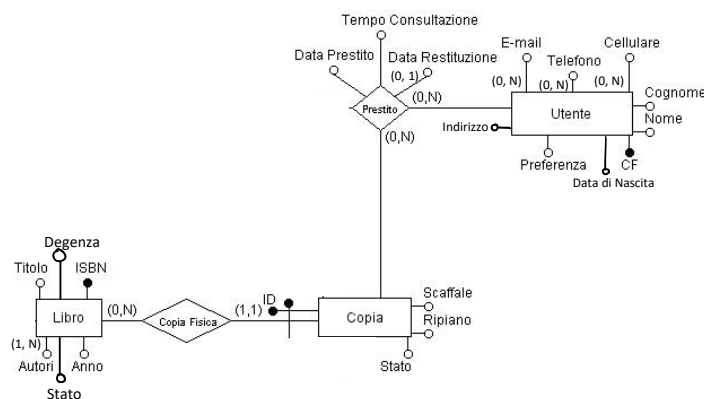 Tempo Consultazione
Data Prestito
Data Restituzione
(0, 1)
(0,N)
Prestito
(0,N)
E-mail
Telefono
Cellulare
(0, N)
(0, N)
(0, N)
Cognome
Utente
Nome
Indirizzo
Preferenza
CF
Data di Nascita
Degenza
Titolo
ISBN
Libro
(0,N)
Copia Fisica
(1,1)
ID
Copia
Scaffale
Ripiano
Stato
(1, N)
Autori
Anno
Stato